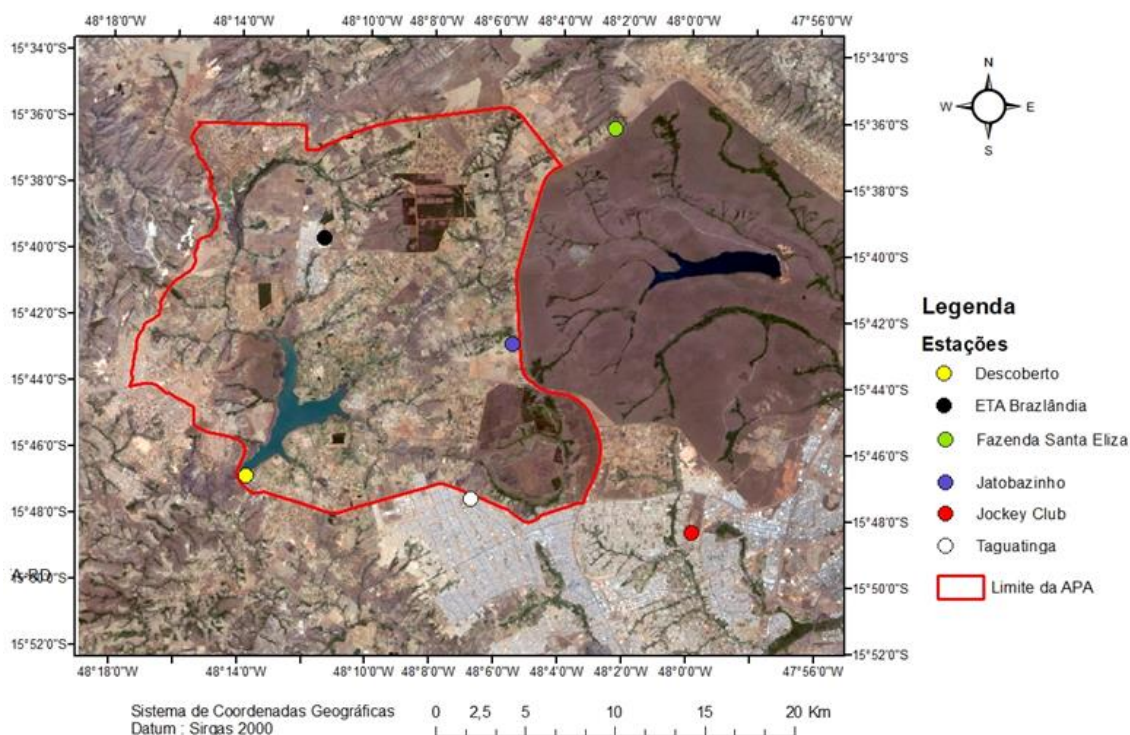 48°18'0"W 48°14'0"W 48°10'0"W 48°8'0"W 48°6'0"W 48°4'0"W 48°2'0"W 48°0'0"W 47°56'0"W
15°34'0"S 15°34'0"S
15°36'0"S 15°36'0"S
15°38'0"S 15°38'0"S
15°40'0"S 15°40'0"S
15°42'0"S 15°42'0"S
15°44'0"S 15°44'0"S
15°46'0"S 15°46'0"S
15°48'0"S 15°48'0"S
15°50'0"S
15°52'0"S 15°52'0"S
48°18'0"W 48°14'0"W 48°10'0"W 48°8'0"W 48°6'0"W 48°4'0"W 48°2'0"W 48°0'0"W 47°56'0"W
N
W E
S
Legenda
Estações
Descoberto
ETA Brazlândia
Fazenda Santa Eliza
Jatobazinho
Jockey Club
Taguatinga
Limite da APA
Sistema de Coordenadas Geográficas
Datum : Sirgas 2000
0 2,5 5 10 15 20 Km